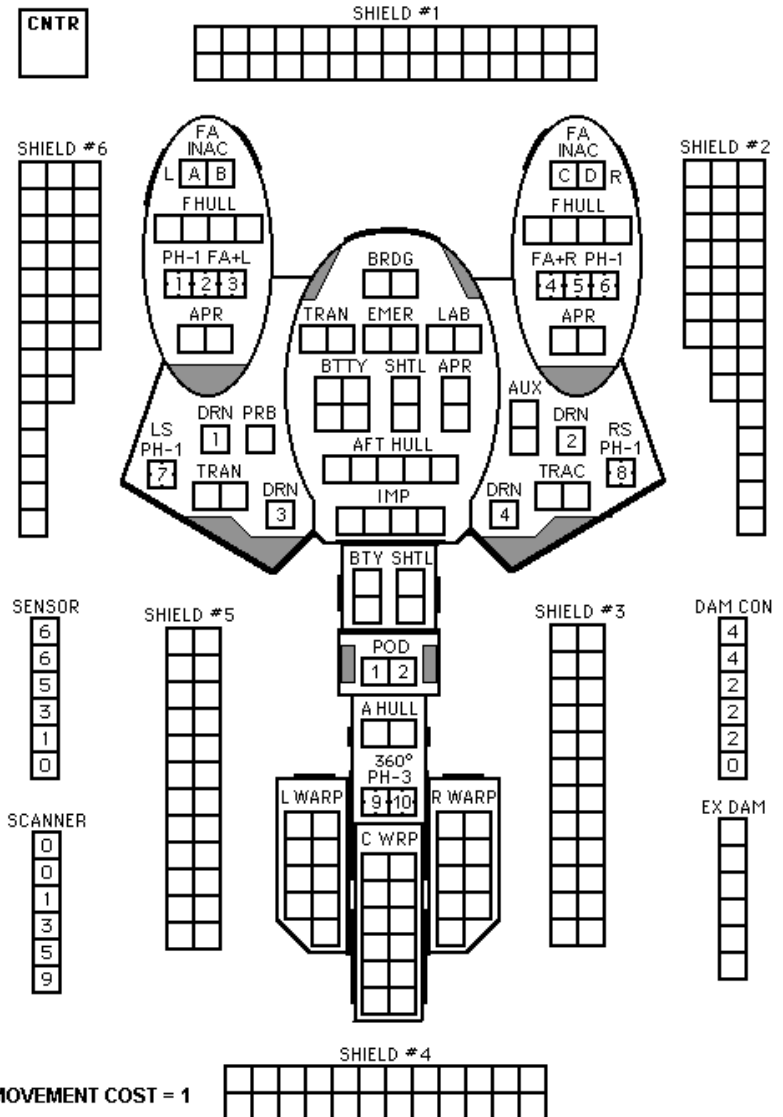 CNTR
SHIELD #1
SHIELD #6
SHIELD #2
FA
INAC
L A B
FHULL
PH-1 FA+L
1 2 3
APR
FA
INAC
C D R
FHULL
FA+R PH-1
4 5 6
APR
BRDG
TRAN EMER LAB
BTTY SHTL APR
AFT HULL
IMP
DRN PRB
1
LS
PH-1
7
TRAN
DRN
3
AUX
DRN
2
RS
PH-1
8
TRAC
DRN
4
BTY SHTL
POD
1 2
A HULL
360°
PH-3
9 10
L WARP
R WARP
C WRP
SENSOR
6
6
5
3
1
0
SHIELD #5
SHIELD #3
DAM CON
4
4
2
2
2
0
SCANNER
0
0
1
3
5
9
EX DAM
SHIELD #4
MOVEMENT COST = 1